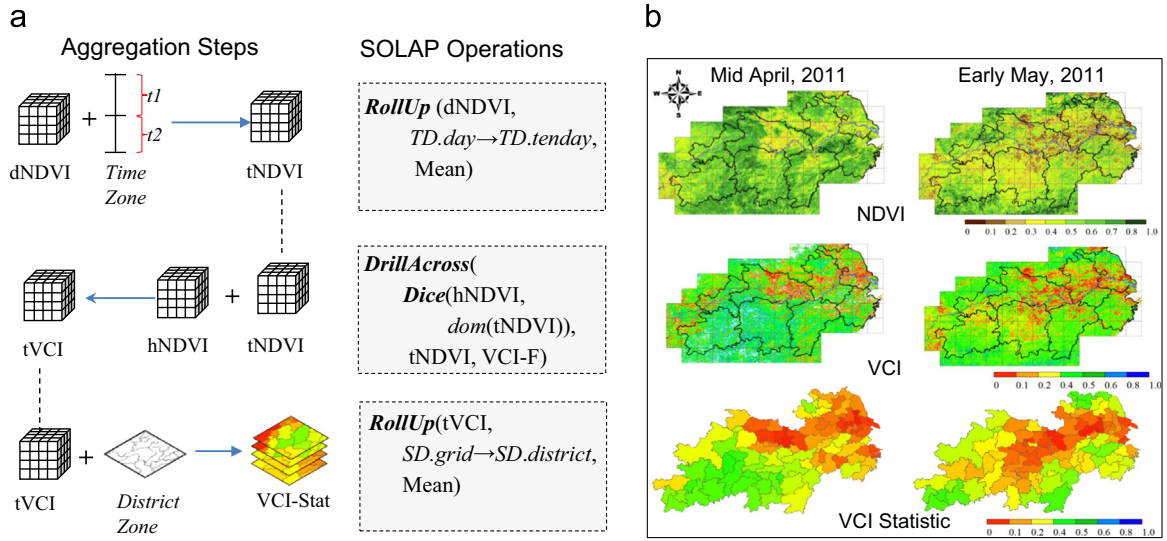 a
Aggregation Steps
SOLAP Operations
t1
t2
dNDVI
+
Time
Zone
tNDVI
RollUp (dNDVI,
TD.day→TD.tenday,
Mean)
tVCI
hNDVI
+
tNDVI
DrillAcross(
Dice(hNDVI,
dom(tNDVI)),
tNDVI, VCI-F)
tVCI
+
District
Zone
VCI-Stat
RollUp(tVCI,
SD.grid→SD.district,
Mean)
b
Mid April, 2011
Early May, 2011
N
W E
S
NDVI
0 0.1 0.2 0.3 0.4 0.5 0.6 0.7 0.8 1.0
VCI
0 0.1 0.2 0.4 0.5 0.6 0.8 1.0
VCI Statistic
0 0.1 0.2 0.4 0.5 0.6 0.8 1.0